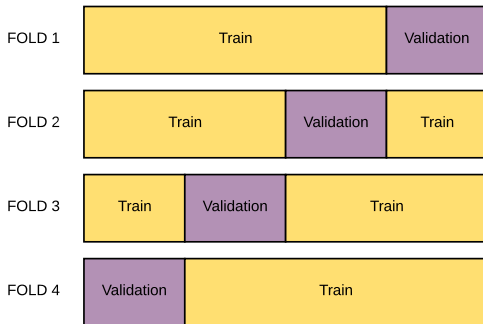 FOLD 1 Train Validation
FOLD 2 Train Validation Train
FOLD 3 Train Validation Train
FOLD 4 Validation Train